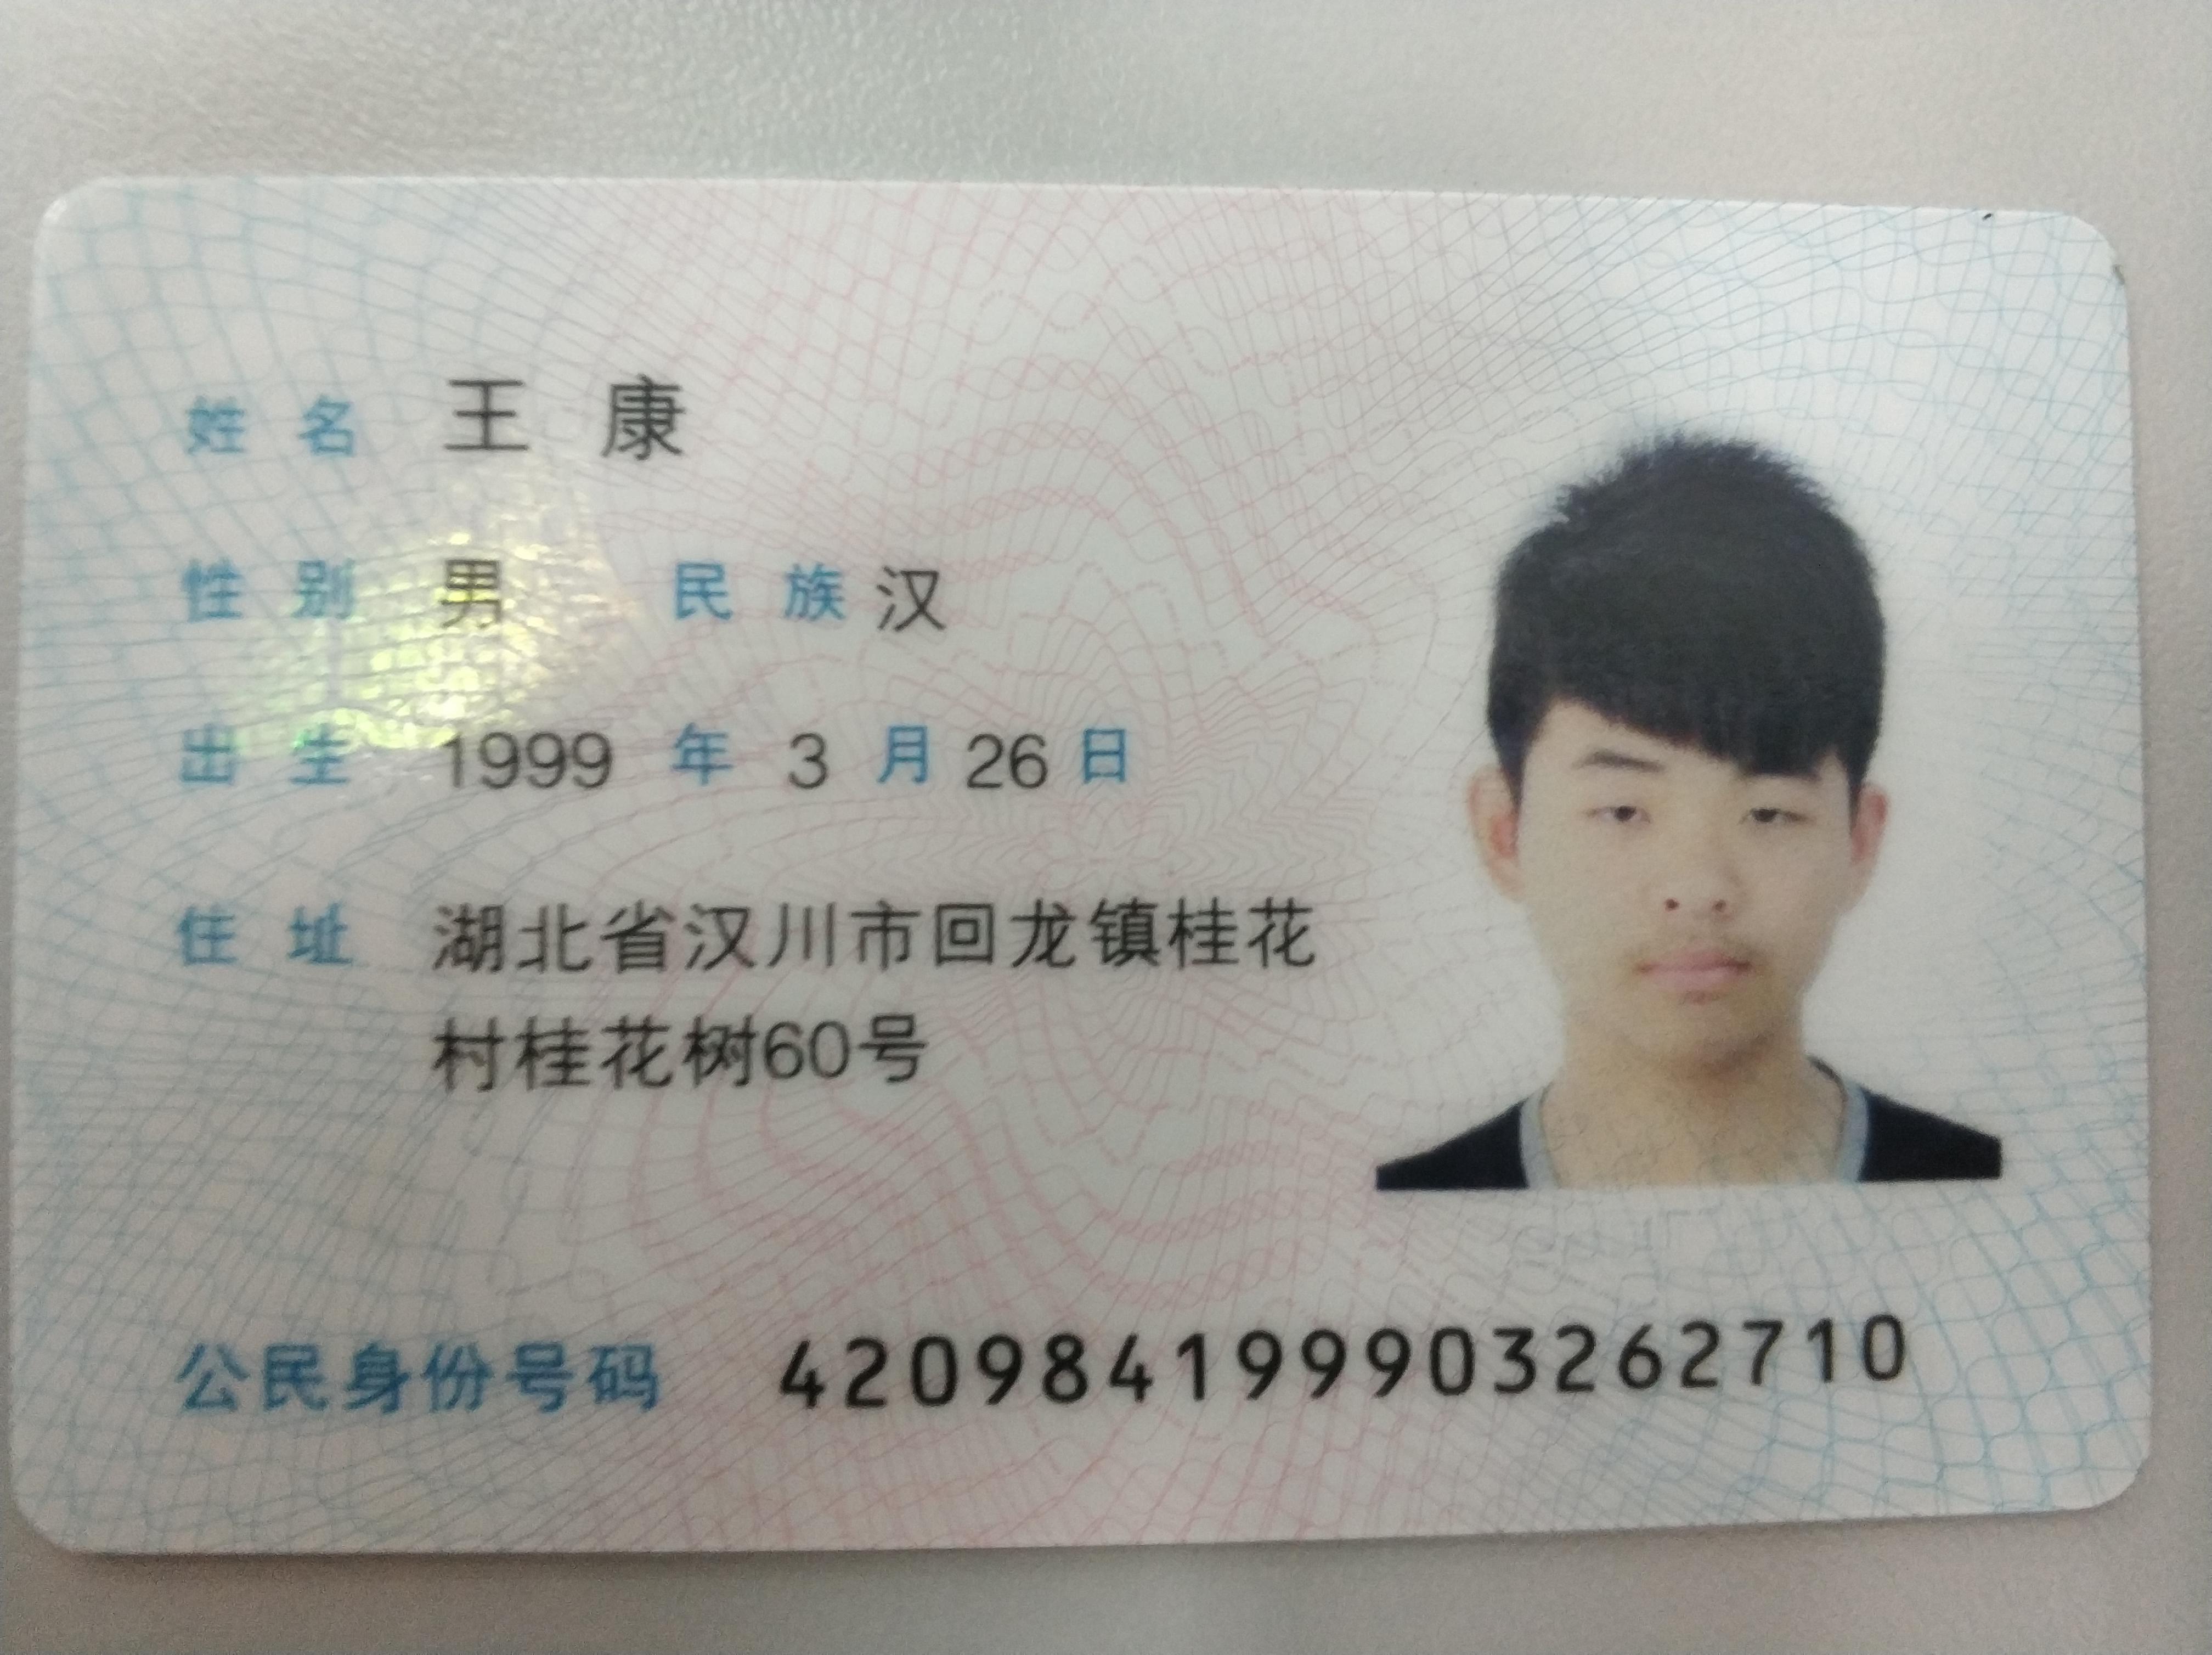 姓名 王康
性别 男 民族 汉
出生 1999 年 3 月 26 日
住址 湖北省汉川市回龙镇桂花
村桂花树60号
公民身份号码 420984199903262710